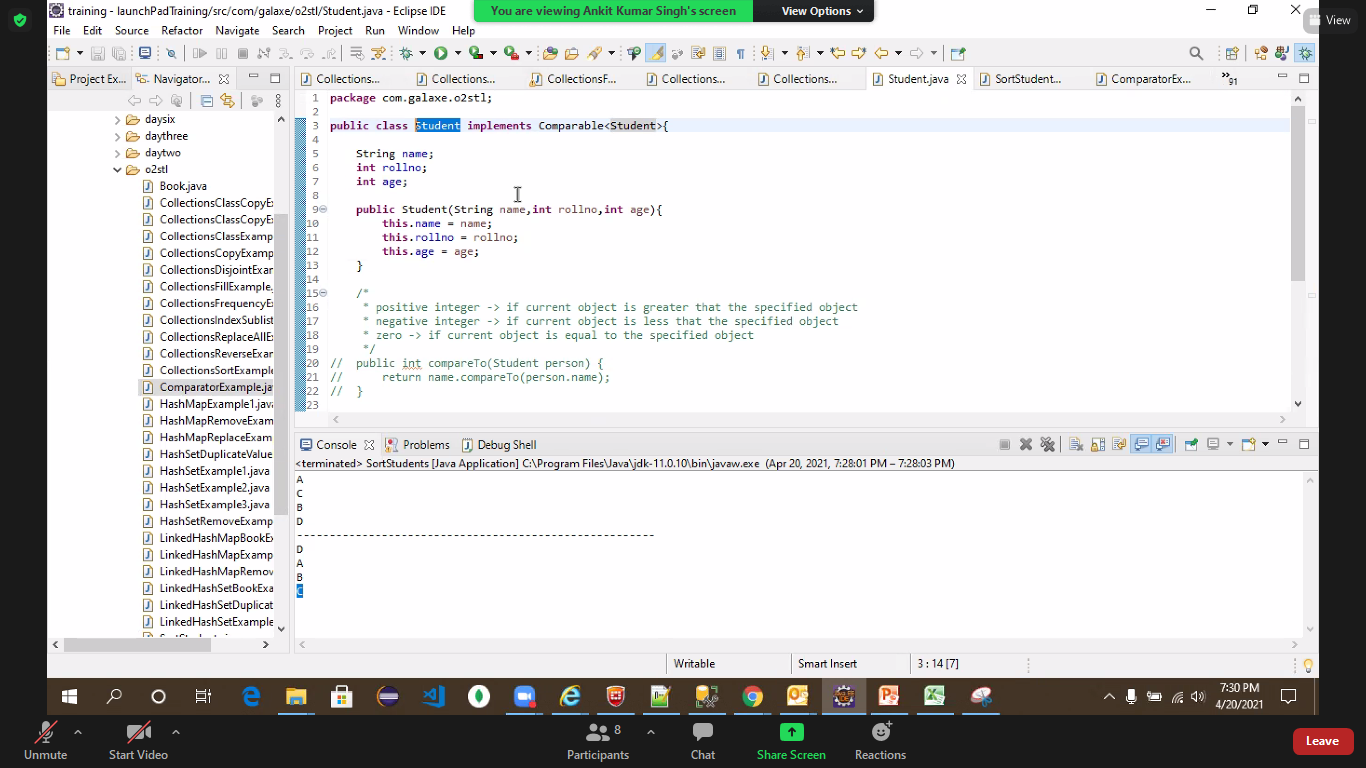 training - launchPadTraining/src/com/galaxe/o2stl/Student.java - Eclipse IDE
You are viewing Ankit Kumar Singh's screen
View Options
View
File Edit Source Refactor Navigate Search Project Run Window Help
Project Ex...
Navigator...
Collections...
Collections...
CollectionsF...
Collections...
Collections...
Student.java
SortStudent...
ComparatorEx...
»91
daysix
daythree
daytwo
o2stl
Book.java
CollectionsClassCopyE
CollectionsClassCopyE
CollectionsClassExamp
CollectionsCopyExamp
CollectionsDisjointExar
CollectionsFillExample.
CollectionsFrequencyE
CollectionsIndexSublist
CollectionsReplaceAllE
CollectionsReverseExar
CollectionsSortExample
ComparatorExample.ja
HashMapExample1.java
HashMapRemoveExam
HashMapReplaceExam
HashSetDuplicateValue
HashSetExample1.java
HashSetExample2.java
HashSetExample3.java
HashSetRemoveExamp
LinkedHashMapBookE
LinkedHashMapExamp
LinkedHashMapRemov
LinkedHashSetBookExa
LinkedHashSetDuplicat
LinkedHashSetExample
1 package com.galaxe.o2stl;
2
3 public class Student implements Comparable<Student>{
4
5 String name;
6 int rollno;
7 int age;
8
9 public Student(String name,int rollno,int age){
10 this.name = name;
11 this.rollno = rollno;
12 this.age = age;
13 }
14
15 /*
16 * positive integer -> if current object is greater that the specified object
17 * negative integer -> if current object is less that the specified object
18 * zero -> if current object is equal to the specified object
19 */
20 // public int compareTo(Student person) {
21 // return name.compareTo(person.name);
22 // }
23
Console
Problems
Debug Shell
<terminated> SortStudents [Java Application] C:\Program Files\Java\jdk-11.0.10\bin\javaw.exe (Apr 20, 2021, 7:28:01 PM – 7:28:03 PM)
A
C
B
D
-------------------------------------------------------
D
A
B
C
Writable
Smart Insert
3 : 14 [7]
7:30 PM
4/20/2021
Unmute
Start Video
8
Participants
Chat
Share Screen
Reactions
Leave